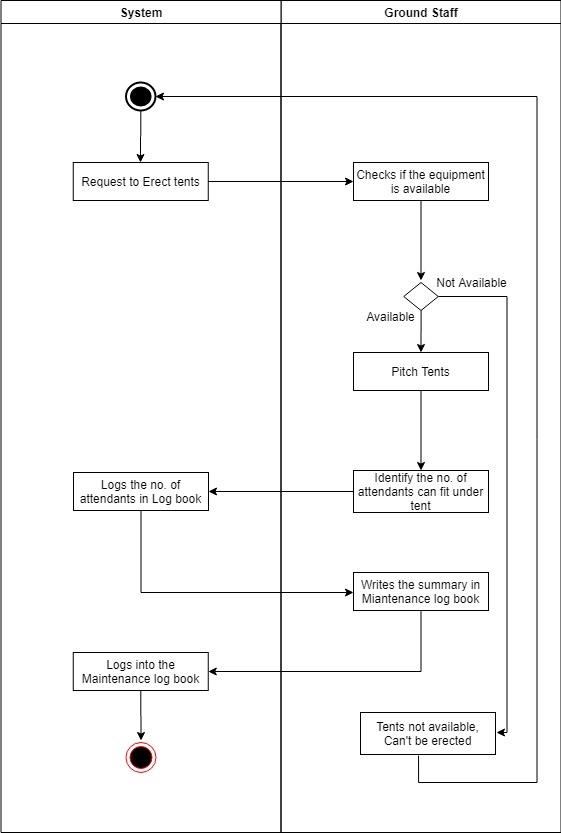 System
Ground Staff
Request to Erect tents
Checks if the equipment
is available
Not Available
Available
Pitch Tents
Logs the no. of
attendants in Log book
Identify the no. of
attendants can fit under
tent
Writes the summary in
Miantenance log book
Logs into the
Maintenance log book
Tents not available,
Can't be erected